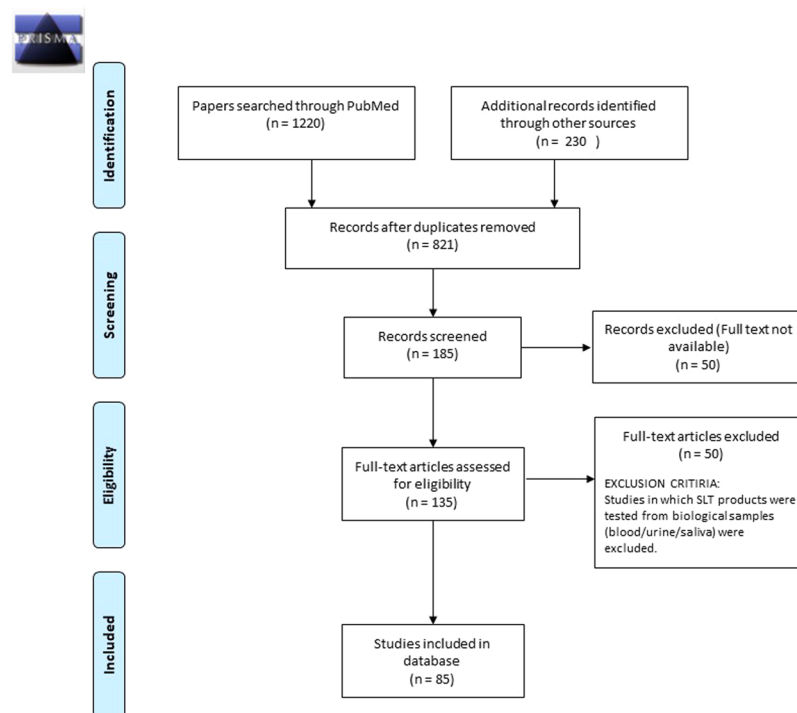 PRISMA
Identification
Papers searched through PubMed
(n = 1220)
Additional records identified
through other sources
(n = 230 )
Records after duplicates removed
(n = 821)
Screening
Records screened
(n = 185)
Records excluded (Full text not
available)
(n = 50)
Eligibility
Full-text articles assessed
for eligibility
(n = 135)
Full-text articles excluded
(n = 50)
EXCLUSION CRITIRIA:
Studies in which SLT products were
tested from biological samples
(blood/urine/saliva) were
excluded.
Included
Studies included in
database
(n = 85)